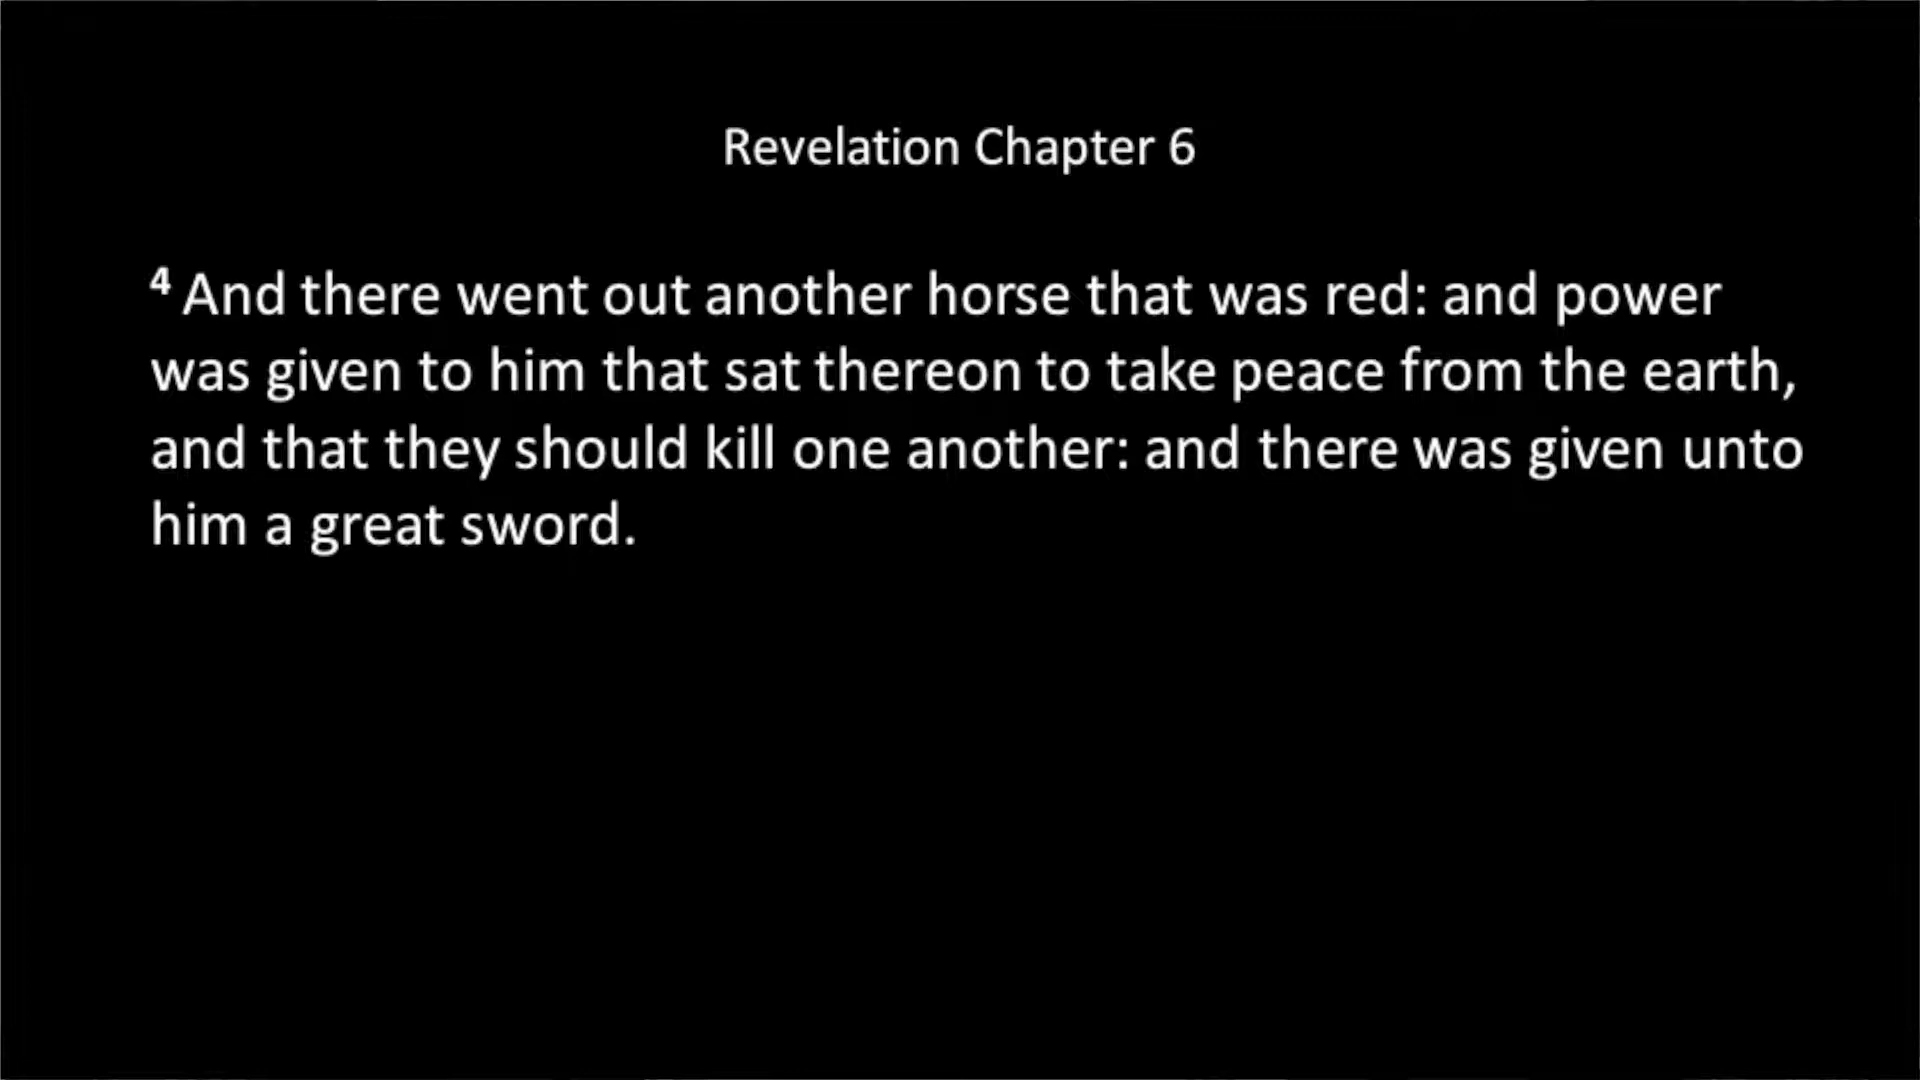 Revelation Chapter 6
4 And there went out another horse that was red: and power
was given to him that sat thereon to take peace from the earth,
and that they should kill one another: and there was given unto
him a great sword.